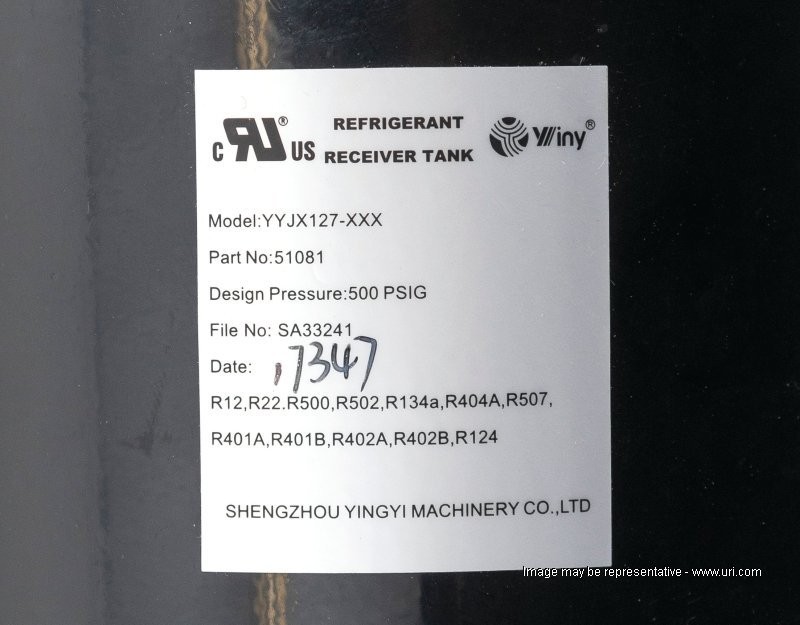 c RU® US
REFRIGERANT
RECEIVER TANK
Yiny®
Model:YYJX127-XXX
Part No:51081
Design Pressure:500 PSIG
File No: SA33241
Date: 17347
R12,R22.R500,R502,R134a,R404A,R507,
R401A,R401B,R402A,R402B,R124
SHENGZHOU YINGYI MACHINERY CO.,LTD
Image may be representative - www.uri.com